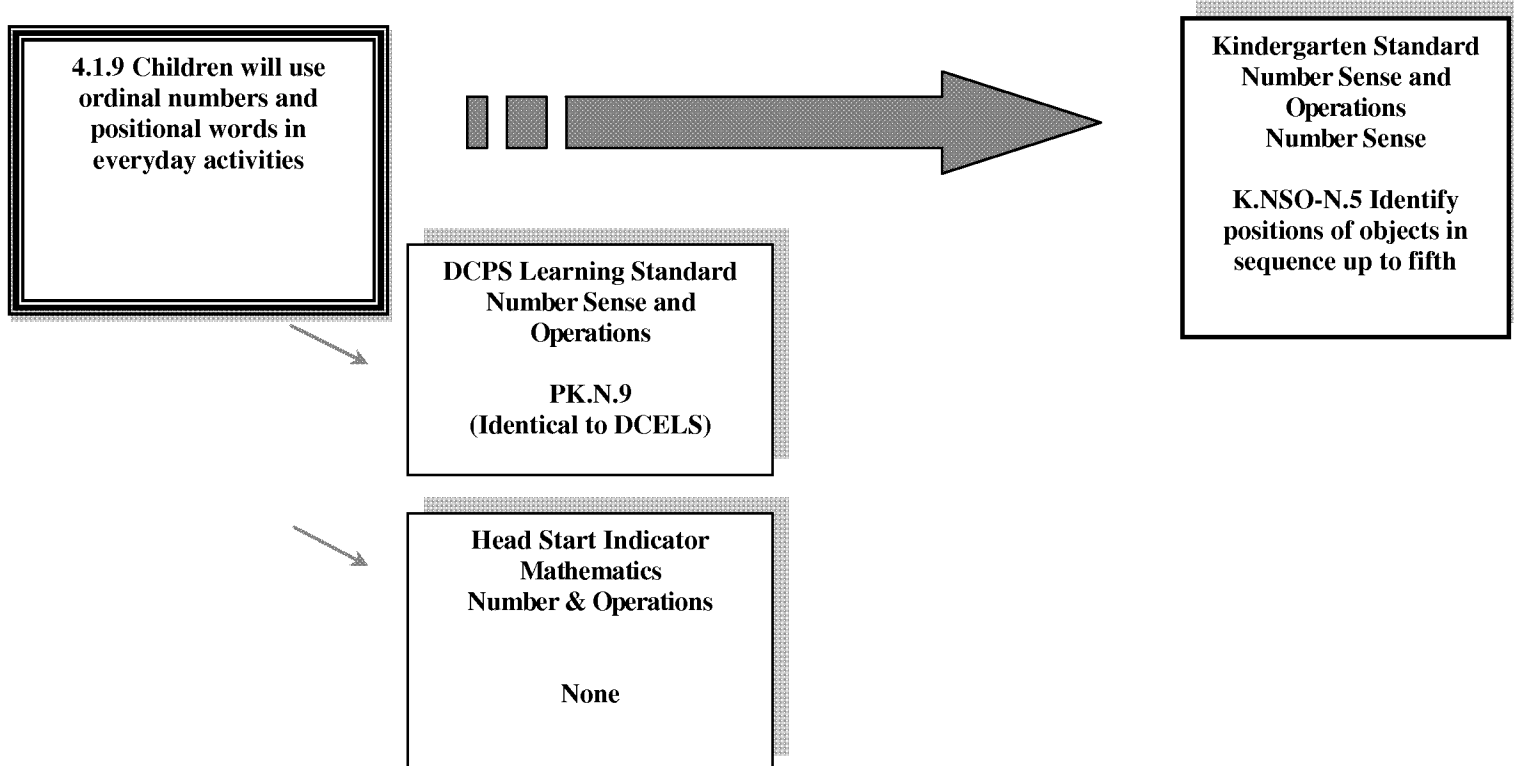 4.1.9 Children will use
ordinal numbers and
positional words in
everyday activities
Kindergarten Standard
Number Sense and
Operations
Number Sense
K.NSO-N.5 Identify
positions of objects in
sequence up to fifth
DCPS Learning Standard
Number Sense and
Operations
PK.N.9
(Identical to DCELS)
Head Start Indicator
Mathematics
Number & Operations
None